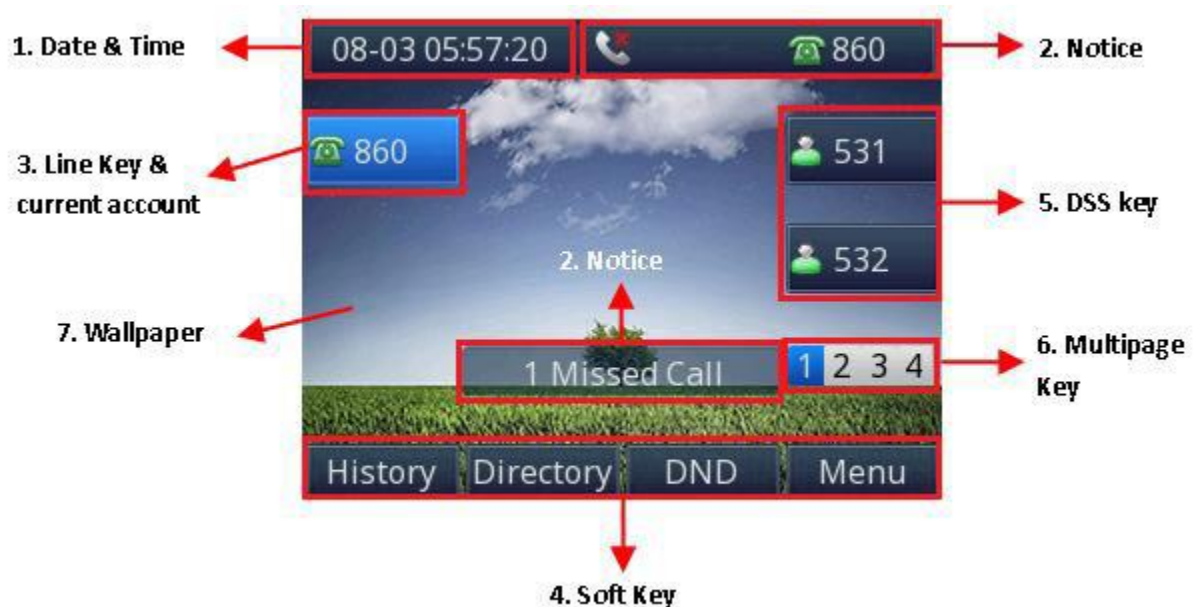 1. Date & Time
08-03 05:57:20
860
2. Notice
3. Line Key &
current account
860
531
5. DSS key
532
2. Notice
7. Wallpaper
1 Missed Call
1 2 3 4
6. Multipage
Key
History Directory DND Menu
4. Soft Key